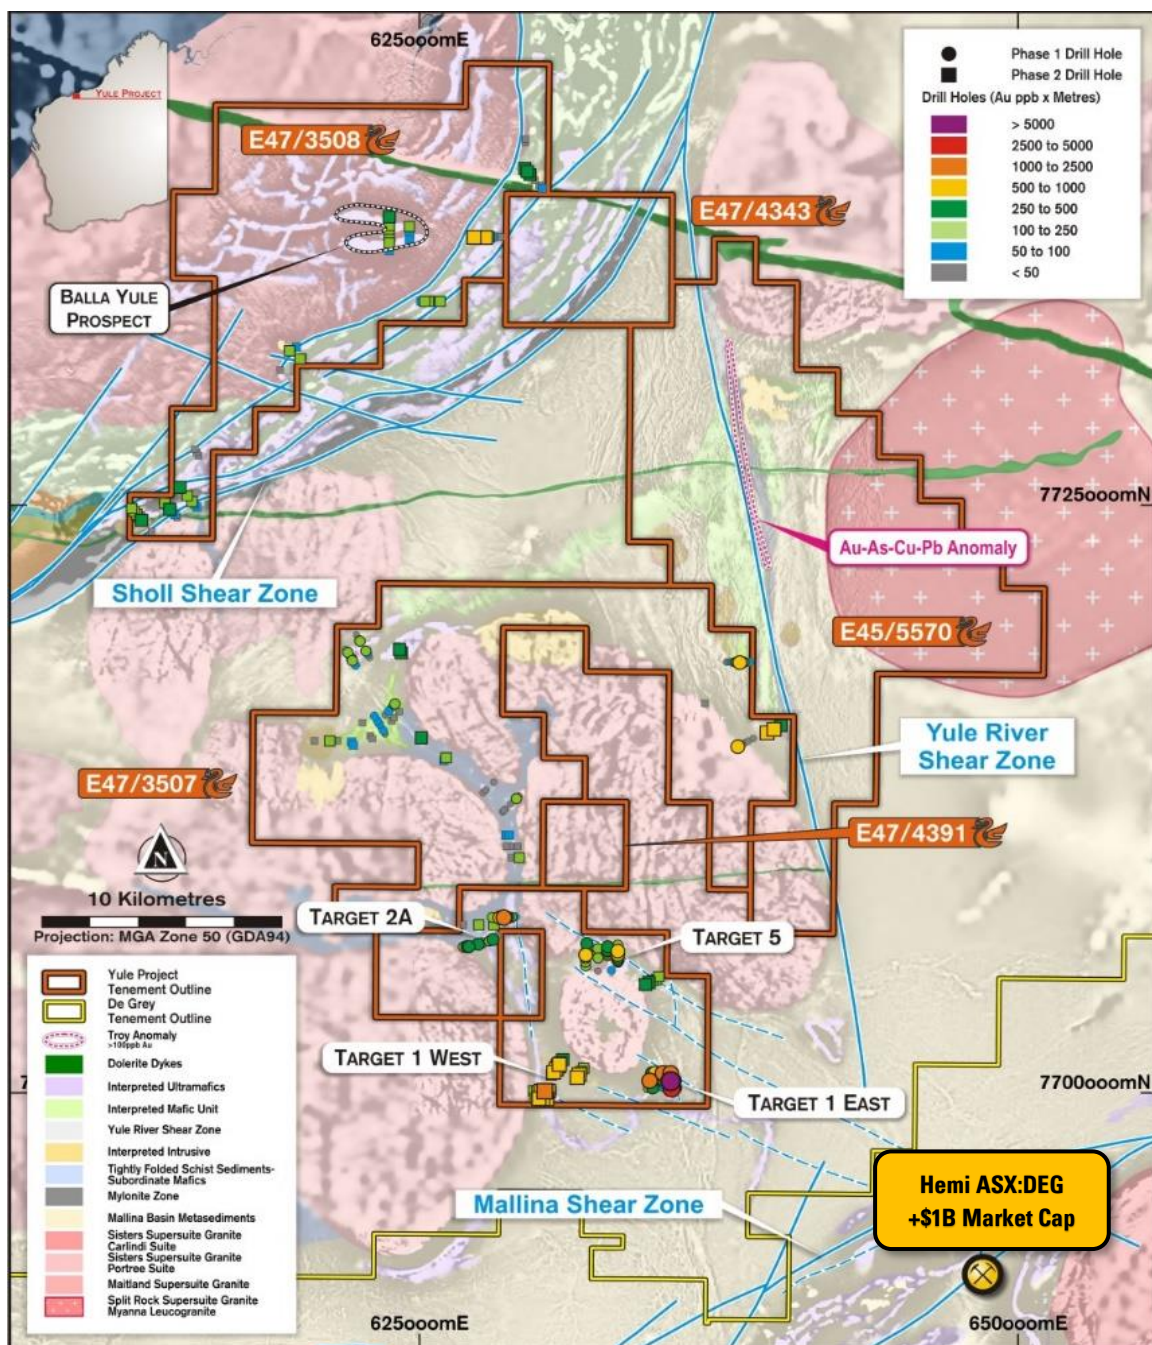 625000mE
YULE PROJECT
E47/3508
Phase 1 Drill Hole
Phase 2 Drill Hole
Drill Holes (Au ppb x Metres)
> 5000
2500 to 5000
1000 to 2500
500 to 1000
250 to 500
100 to 250
50 to 100
< 50
E47/4343
BALLA YULE
PROSPECT
7725000mN
Au-As-Cu-Pb Anomaly
Sholl Shear Zone
E45/5570
Yule River
Shear Zone
E47/3507
E47/4391
N
10 Kilometres
Projection: MGA Zone 50 (GDA94)
TARGET 2A
TARGET 5
Yule Project
Tenement Outline
De Grey
Tenement Outline
Troy Anomaly
>100ppb Au
Dolerite Dykes
Interpreted Ultramafics
Interpreted Mafic Unit
Yule River Shear Zone
Interpreted Intrusive
Tightly Folded Schist Sediments-
Subordinate Mafics
Mylonite Zone
Mallina Basin Metasediments
Sisters Supersuite Granite
Carlindi Suite
Sisters Supersuite Granite
Portree Suite
Maitland Supersuite Granite
Split Rock Supersuite Granite
Myanna Leucogranite
TARGET 1 WEST
TARGET 1 EAST
7
7700000mN
Hemi ASX:DEG
+$1B Market Cap
Mallina Shear Zone
625000mE
650000mE